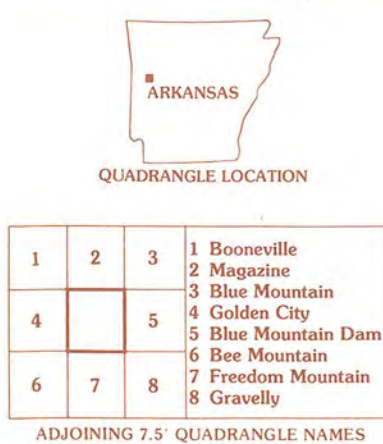 ARKANSAS
QUADRANGLE LOCATION
1 2 3
4 5
6 7 8
1 Booneville
2 Magazine
3 Blue Mountain
4 Golden City
5 Blue Mountain Dam
6 Bee Mountain
7 Freedom Mountain
8 Gravelly
ADJOINING 7.5′ QUADRANGLE NAMES